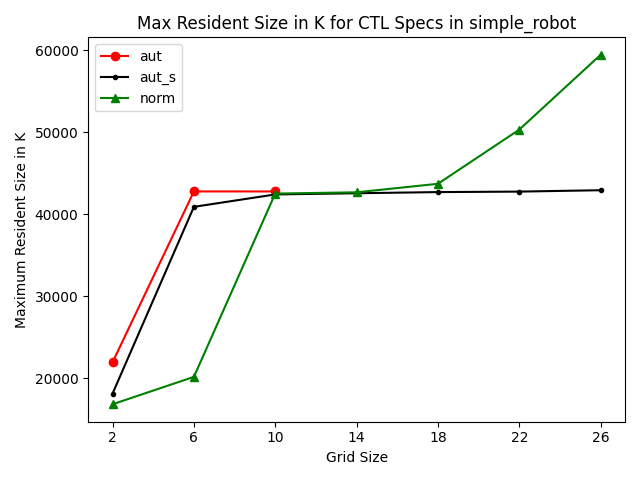 Max Resident Size in K for CTL Specs in simple_robot
aut
aut_s
norm
Maximum Resident Size in K
60000
50000
40000
30000
20000
2 6 10 14 18 22 26
Grid Size